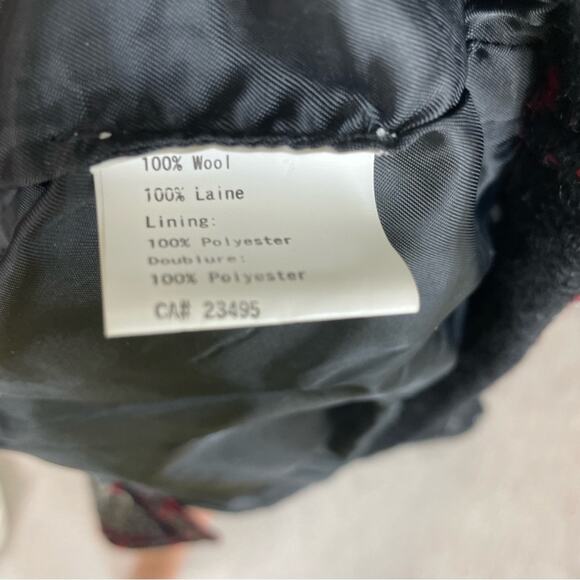 100% Wool
100% Laine
Lining:
100% Polyester
Doublure:
100% Polyester
CA# 23495